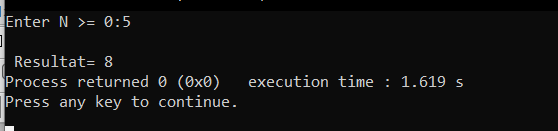 Enter N >= 0:5
Resultat= 8
Process returned 0 (0x0)   execution time : 1.619 s
Press any key to continue.